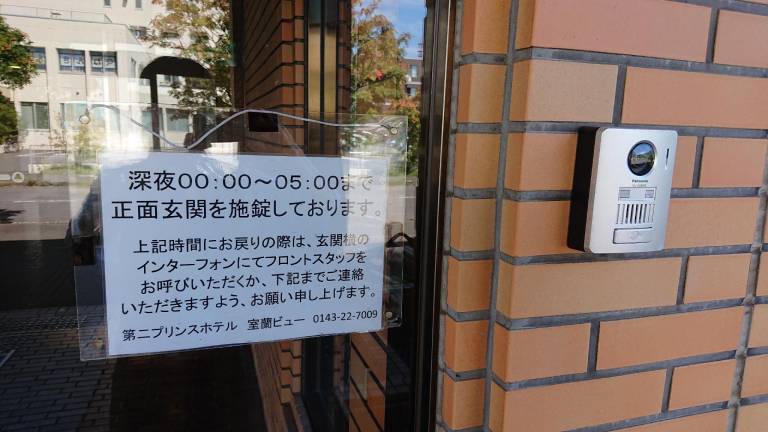 深夜00:00～05:00まで
正面玄関を施錠しております。
上記時間にお戻りの際は、玄関横の
インターフォンにてフロントスタッフを
お呼びいただくか、下記までご連絡
いただきますよう、お願い申し上げます。
第二プリンスホテル 室蘭ビュー 0143-22-7009
Panasonic